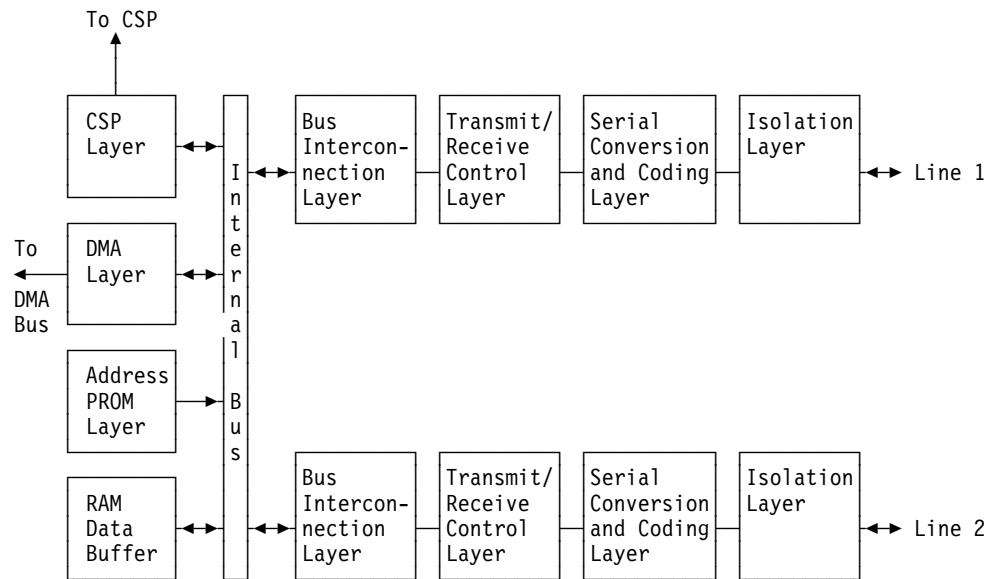 To CSP
CSP
Layer
To
DMA
Bus
DMA
Layer
Address
PROM
Layer
RAM
Data
Buffer
Internal Bus
Bus
Intercon-
nection
Layer
Transmit/
Receive
Control
Layer
Serial
Conversion
and Coding
Layer
Isolation
Layer
Line 1
Bus
Intercon-
nection
Layer
Transmit/
Receive
Control
Layer
Serial
Conversion
and Coding
Layer
Isolation
Layer
Line 2